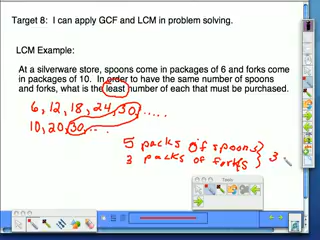 Target 8: I can apply GCF and LCM in problem solving.
LCM Example:
At a silverware store, spoons come in packages of 6 and forks come
in packages of 10. In order to have the same number of spoons
and forks, what is the least number of each that must be purchased.
6, 12, 18, 24, 30, .....
10, 20, 30, ....
5 packs of spoons
3 packs of forks } 3
Tools